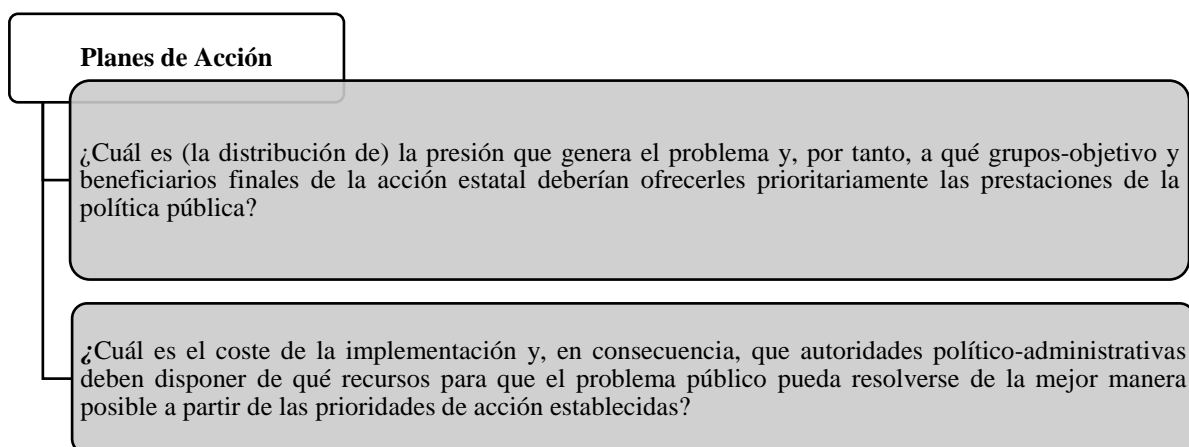 Planes de Acción
¿Cuál es (la distribución de) la presión que genera el problema y, por tanto, a qué grupos-objetivo y
beneficiarios finales de la acción estatal deberían ofrecerles prioritariamente las prestaciones de la
política pública?
¿Cuál es el coste de la implementación y, en consecuencia, que autoridades político-administrativas
deben disponer de qué recursos para que el problema público pueda resolverse de la mejor manera
posible a partir de las prioridades de acción establecidas?